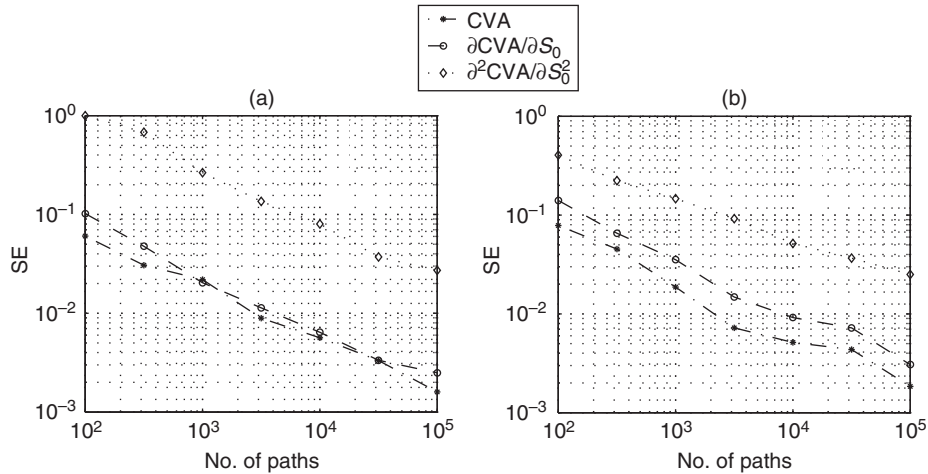 CVA
∂CVA/∂S₀
∂²CVA/∂S₀²
(a)
(b)
10⁰
10⁻¹
10⁻²
10⁻³
SE
10² 10³ 10⁴ 10⁵
No. of paths
10⁰
10⁻¹
10⁻²
10⁻³
SE
10² 10³ 10⁴ 10⁵
No. of paths